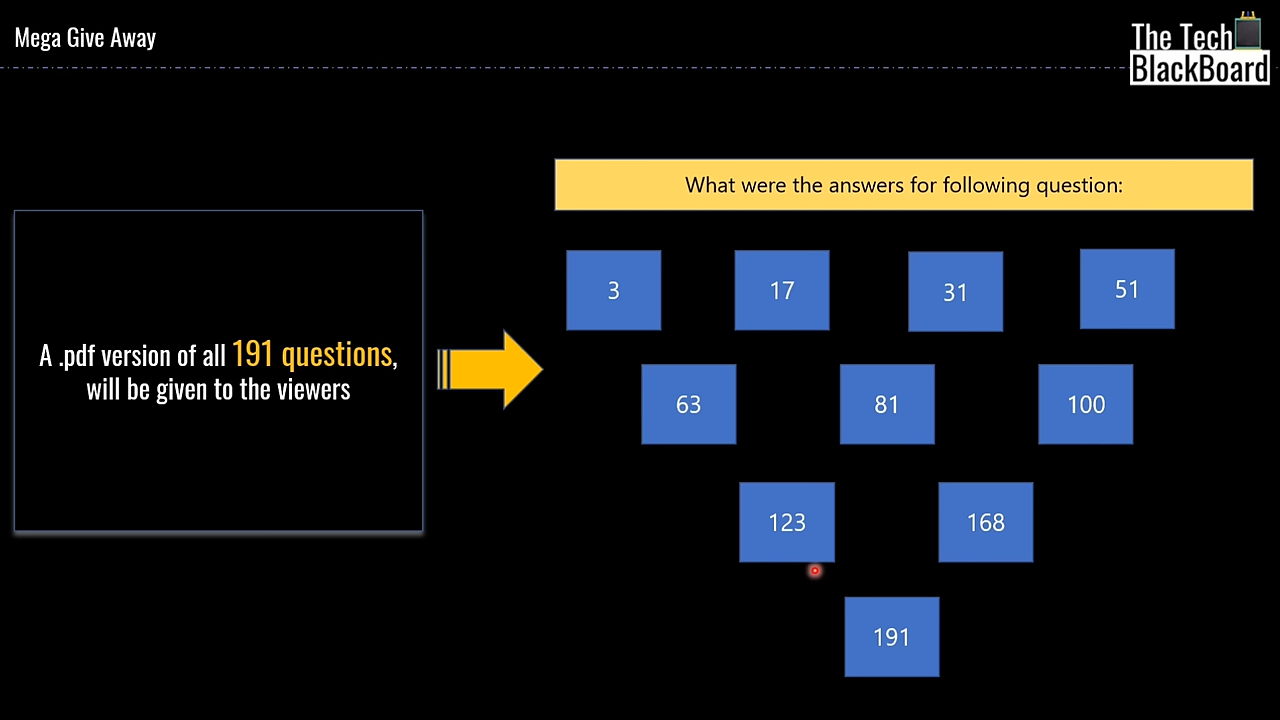 Mega Give Away
The Tech
BlackBoard
What were the answers for following question:
A .pdf version of all 191 questions,
will be given to the viewers
3
17
31
51
63
81
100
123
168
191